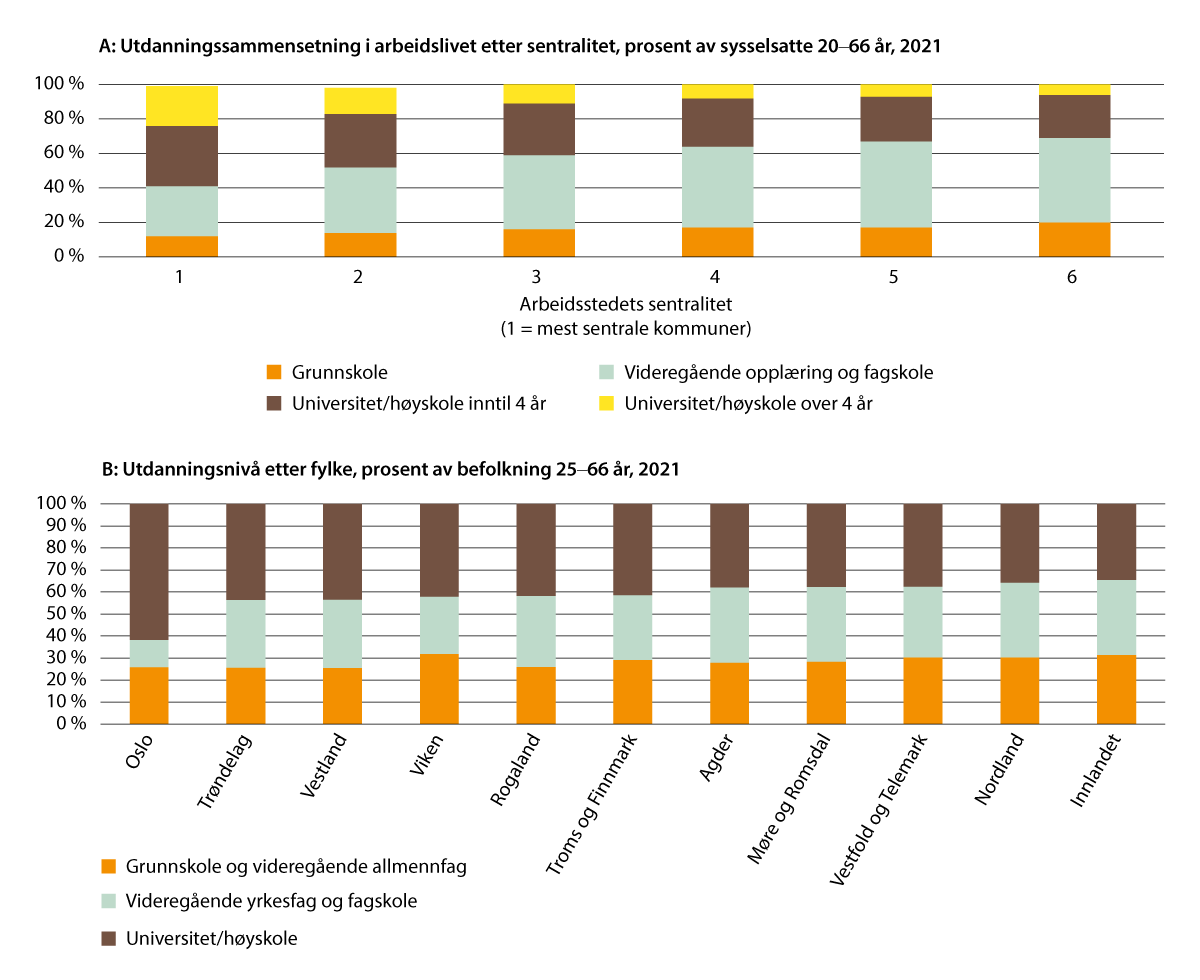 A: Utdanningssammensetning i arbeidslivet etter sentralitet, prosent av sysselsatte 20–66 år, 2021
100 %
80 %
60 %
40 %
20 %
0 %
1 2 3 4 5 6
Arbeidsstedets sentralitet
(1 = mest sentrale kommuner)
Grunnskole
Videregående opplæring og fagskole
Universitet/høyskole inntil 4 år
Universitet/høyskole over 4 år
B: Utdanningsnivå etter fylke, prosent av befolkning 25–66 år, 2021
100 %
90 %
80 %
70 %
60 %
50 %
40 %
30 %
20 %
10 %
0 %
Oslo
Trøndelag
Vestland
Viken
Rogaland
Troms og Finnmark
Agder
Møre og Romsdal
Vestfold og Telemark
Nordland
Innlandet
Grunnskole og videregående allmennfag
Videregående yrkesfag og fagskole
Universitet/høyskole